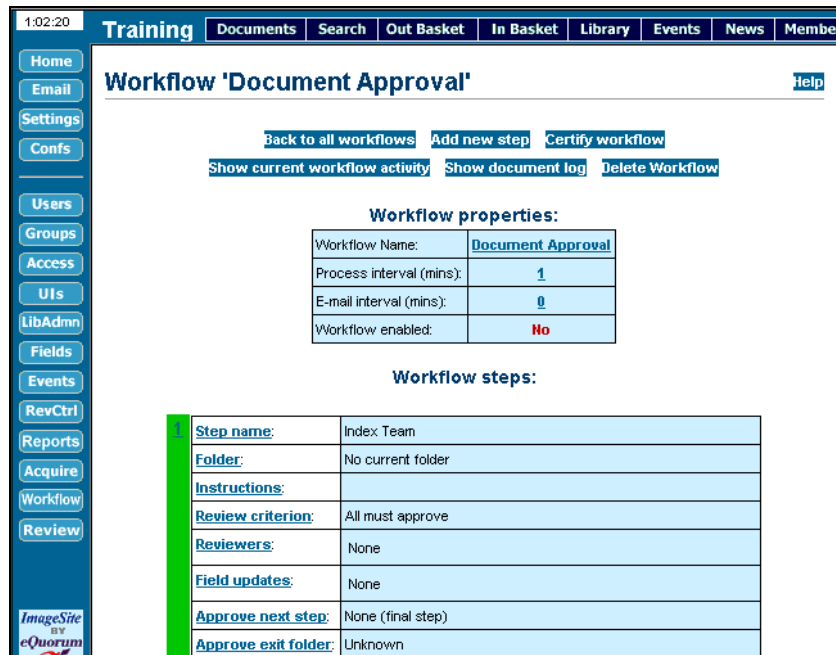 1:02:20
Training Documents Search Out Basket In Basket Library Events News Membe
Home
Email
Settings
Confs
Users
Groups
Access
UIs
LibAdmn
Fields
Events
RevCtrl
Reports
Acquire
Workflow
Review
ImageSite
BY
eQuorum
Workflow 'Document Approval' Help
Back to all workflows Add new step Certify workflow
Show current workflow activity Show document log Delete Workflow
Workflow properties:
Workflow Name: Document Approval
Process interval (mins): 1
E-mail interval (mins): 0
Workflow enabled: No
Workflow steps:
1 Step name: Index Team
Folder: No current folder
Instructions:
Review criterion: All must approve
Reviewers: None
Field updates: None
Approve next step: None (final step)
Approve exit folder: Unknown